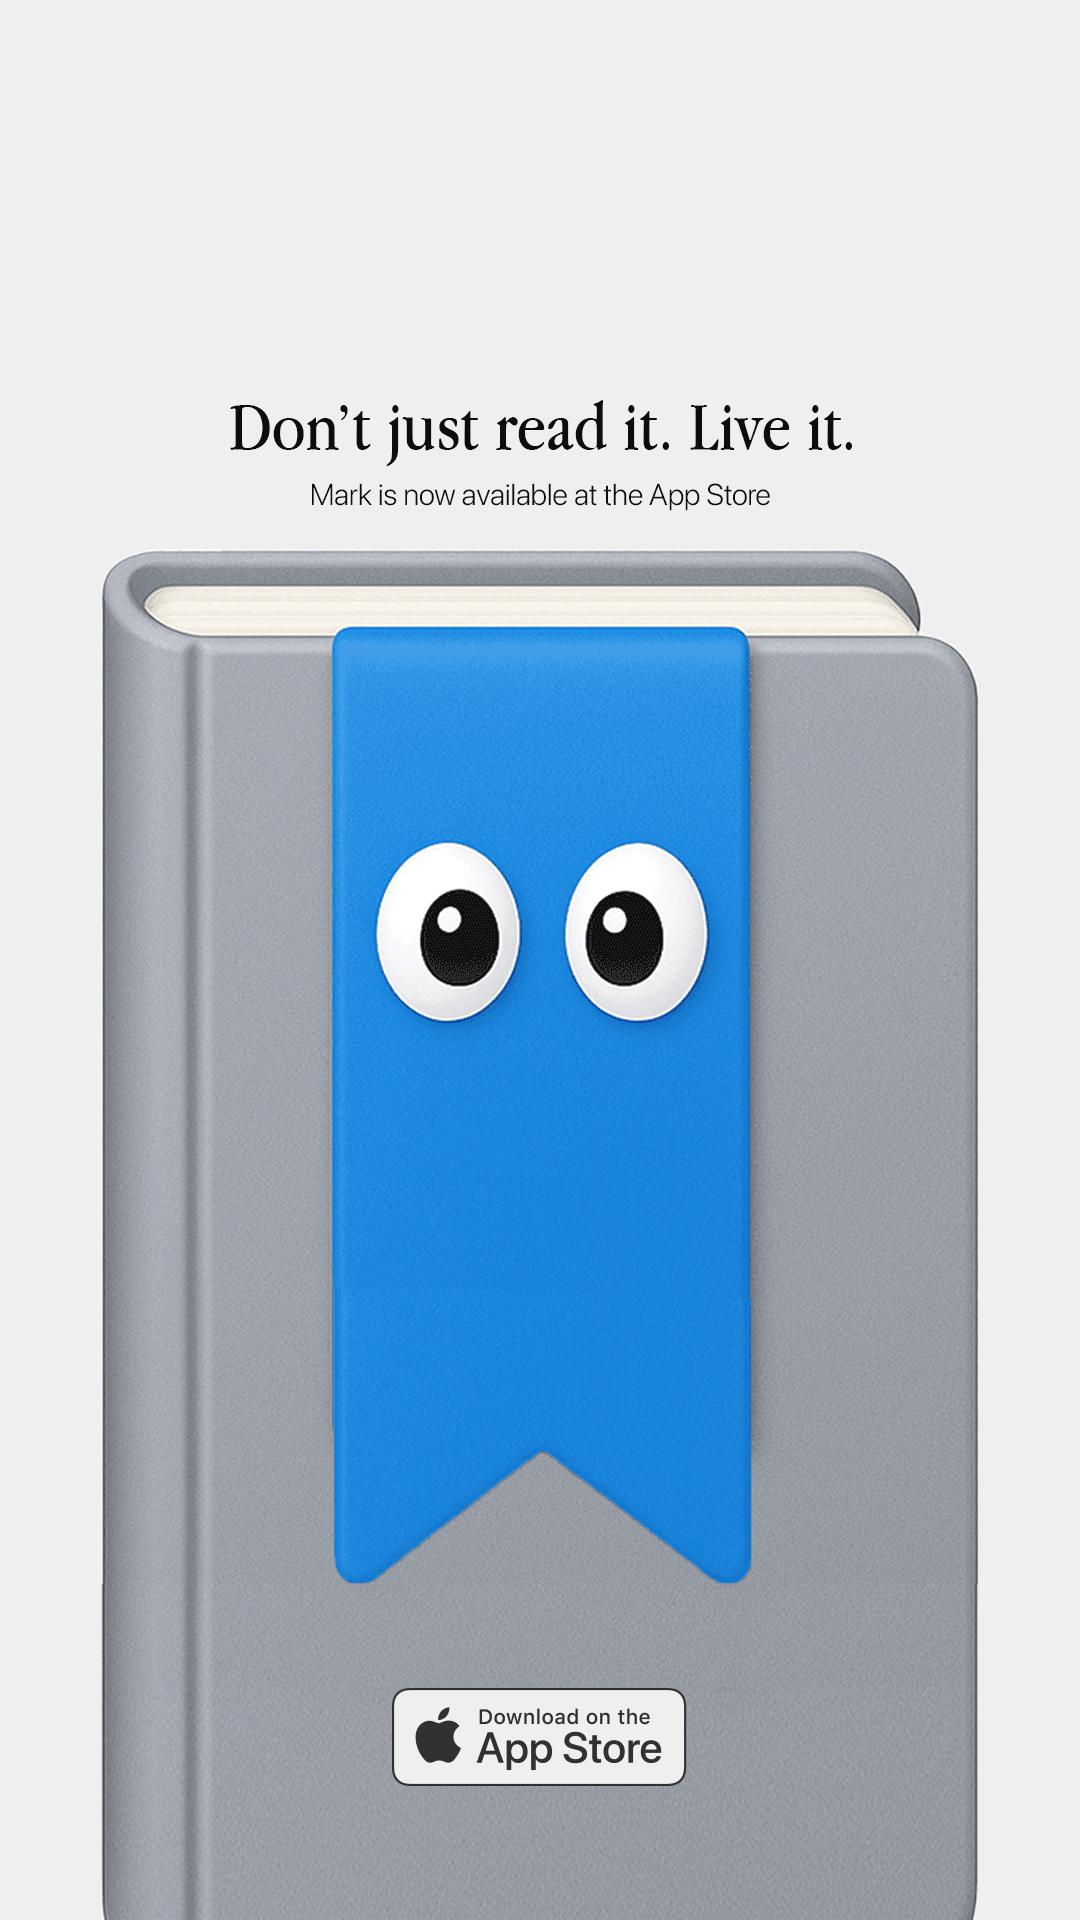 Don’t just read it. Live it.
Mark is now available at the App Store
Download on the
App Store